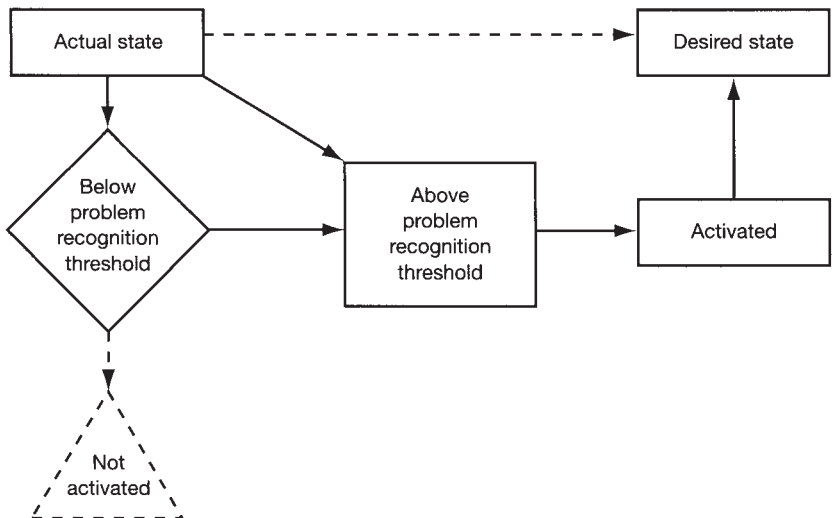 Actual state
Desired state
Below
problem
recognition
threshold
Above
problem
recognition
threshold
Activated
Not
activated